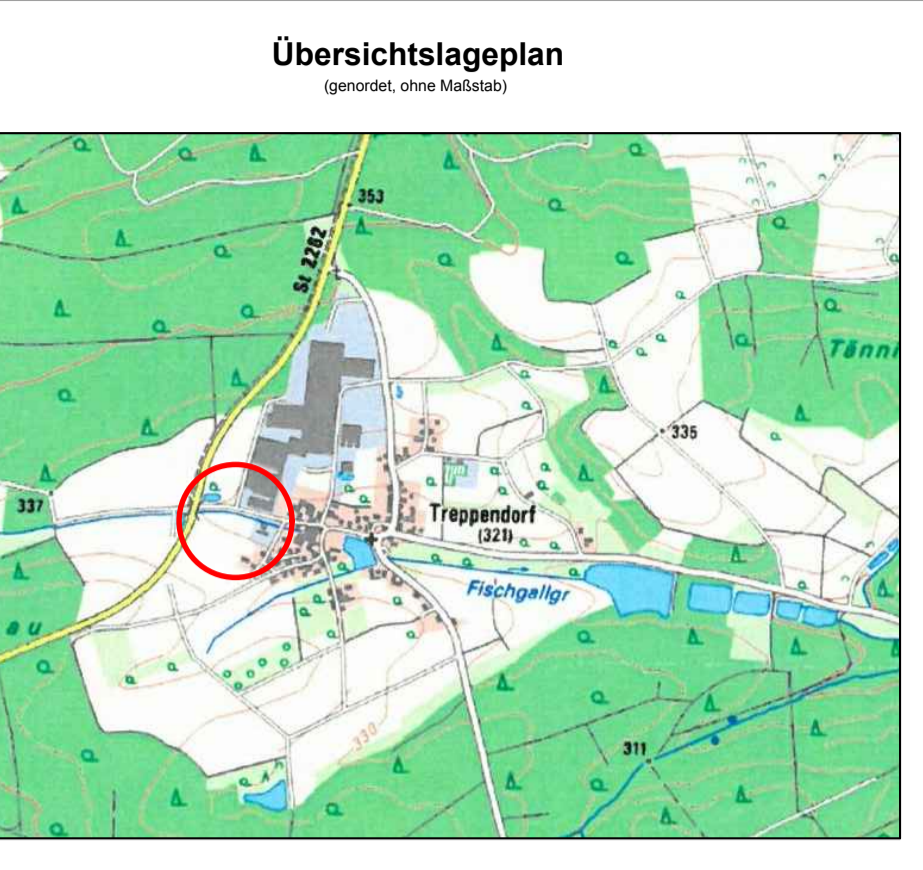 Übersichtslageplan
(genordet, ohne Maßstab)
353
St 2262
Tänni
335
337
Treppendorf
(321)
Fischgallgr
au
330
311